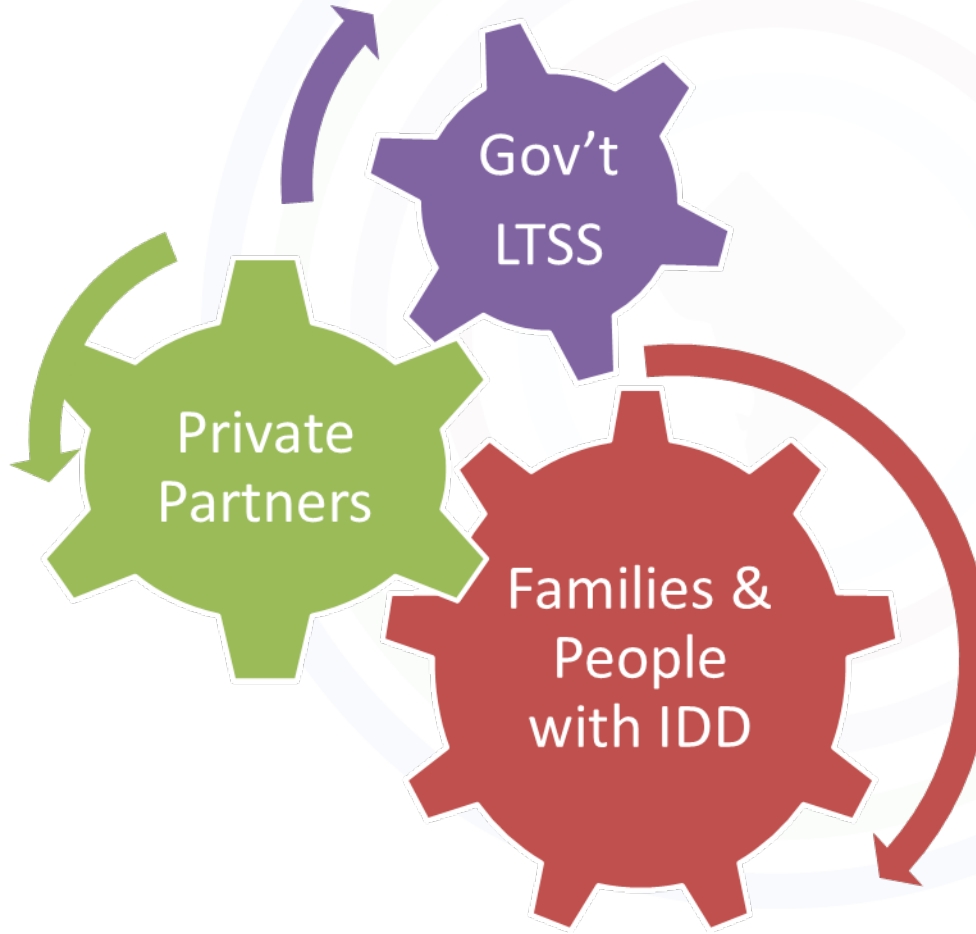 Gov’t
LTSS
Private
Partners
Families &
People
with IDD